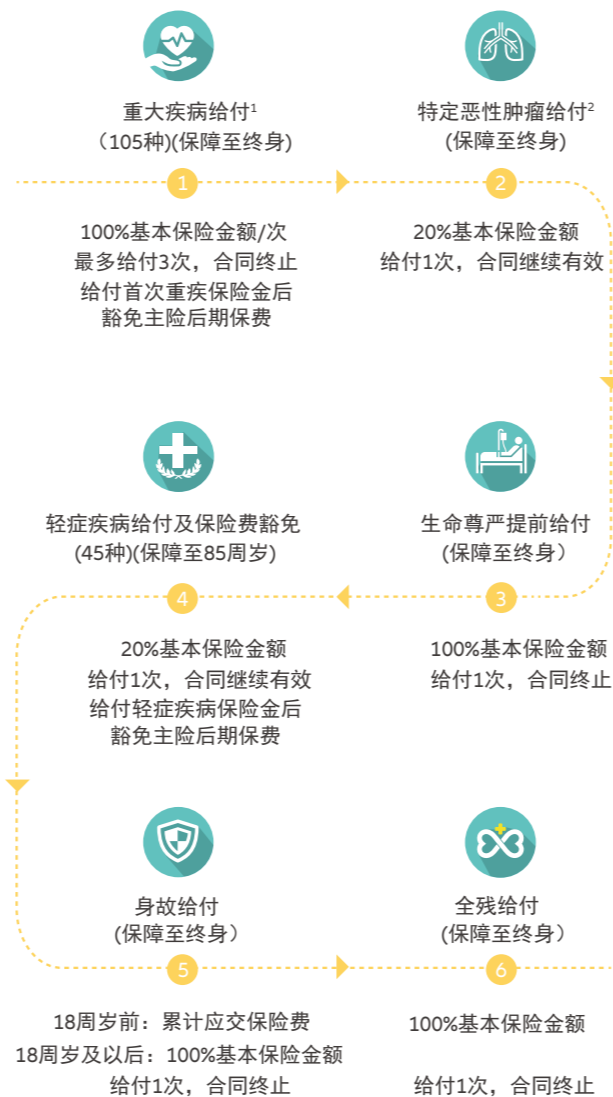 重大疾病给付1
（105种)(保障至终身)
1
100%基本保险金额/次
最多给付3次，合同终止
给付首次重疾保险金后
豁免主险后期保费
特定恶性肿瘤给付2
(保障至终身)
2
20%基本保险金额
给付1次，合同继续有效
生命尊严提前给付
(保障至终身）
3
100%基本保险金额
给付1次，合同终止
轻症疾病给付及保险费豁免
(45种)(保障至85周岁)
4
20%基本保险金额
给付1次，合同继续有效
给付轻症疾病保险金后
豁免主险后期保费
身故给付
(保障至终身）
5
18周岁前：累计应交保险费
18周岁及以后：100%基本保险金额
给付1次，合同终止
全残给付
(保障至终身）
6
100%基本保险金额
给付1次，合同终止